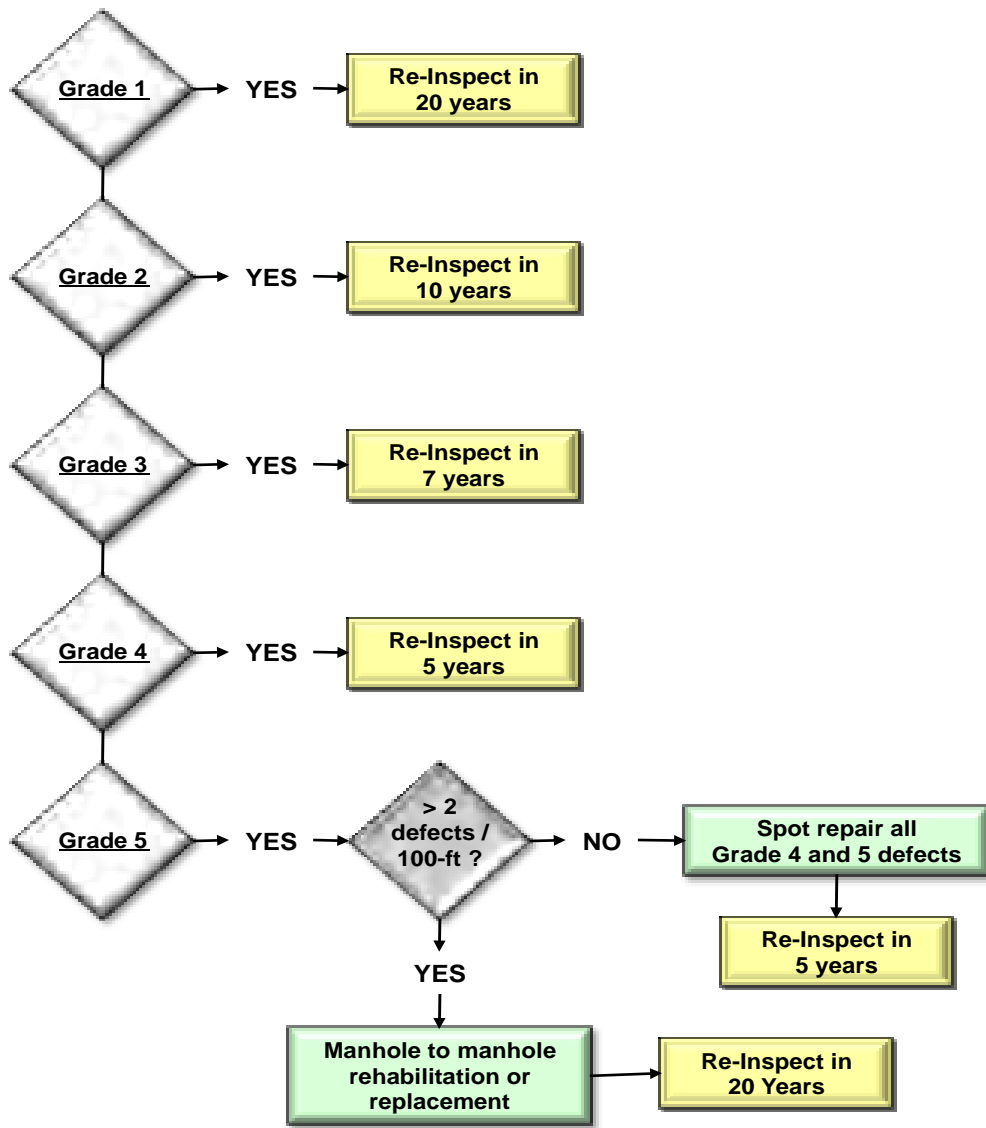 Grade 1
YES
Re-Inspect in
20 years
Grade 2
YES
Re-Inspect in
10 years
Grade 3
YES
Re-Inspect in
7 years
Grade 4
YES
Re-Inspect in
5 years
Grade 5
YES
> 2
defects /
100-ft ?
NO
Spot repair all
Grade 4 and 5 defects
Re-Inspect in
5 years
YES
Manhole to manhole
rehabilitation or
replacement
Re-Inspect in
20 Years